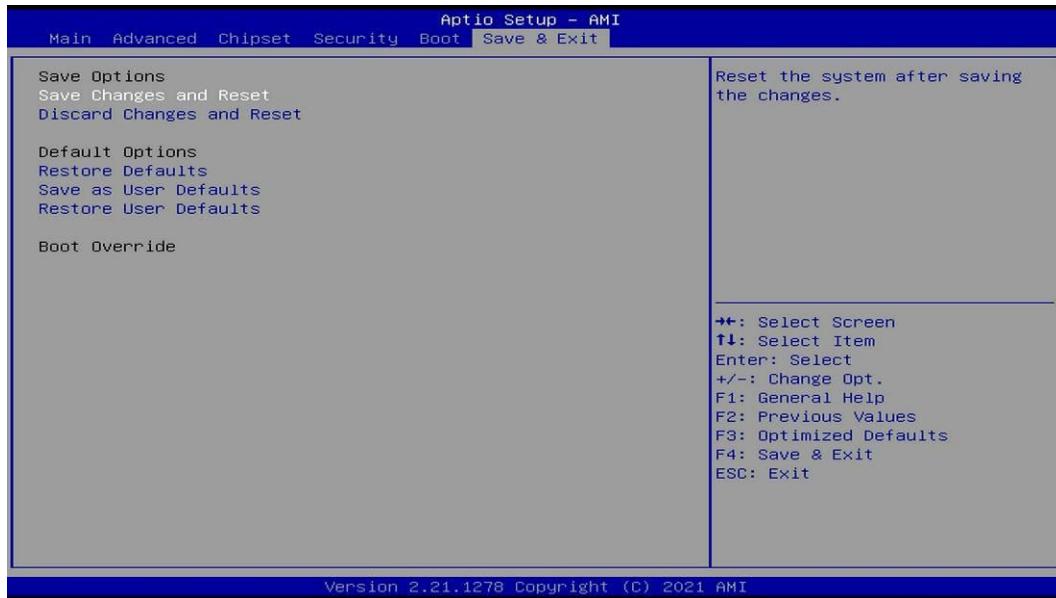 Aptio Setup – AMI
Main Advanced Chipset Security Boot Save & Exit
Save Options
Save Changes and Reset
Discard Changes and Reset
Default Options
Restore Defaults
Save as User Defaults
Restore User Defaults
Boot Override
Reset the system after saving
the changes.
→←: Select Screen
↑↓: Select Item
Enter: Select
+/-: Change Opt.
F1: General Help
F2: Previous Values
F3: Optimized Defaults
F4: Save & Exit
ESC: Exit
Version 2.21.1278 Copyright (C) 2021 AMI